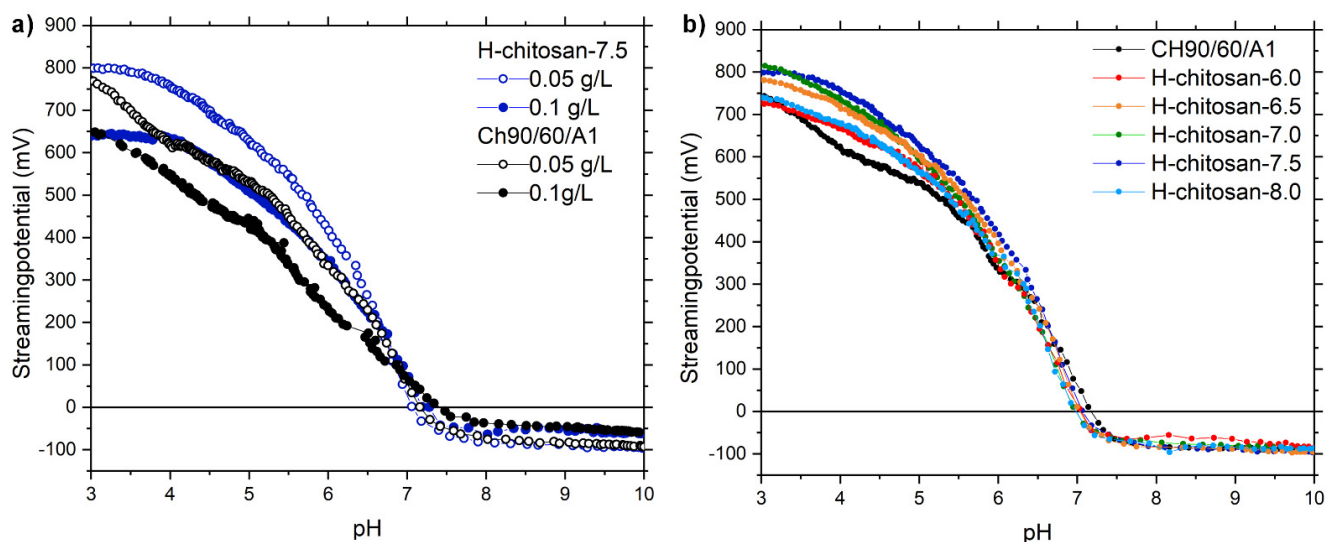 a)
H-chitosan-7.5
0.05 g/L
0.1 g/L
Ch90/60/A1
0.05 g/L
0.1g/L
Streamingpotential (mV)
900
800
700
600
500
400
300
200
100
0
-100
3 4 5 6 7 8 9 10
pH
b)
CH90/60/A1
H-chitosan-6.0
H-chitosan-6.5
H-chitosan-7.0
H-chitosan-7.5
H-chitosan-8.0
Streamingpotential (mV)
900
800
700
600
500
400
300
200
100
0
-100
3 4 5 6 7 8 9 10
pH